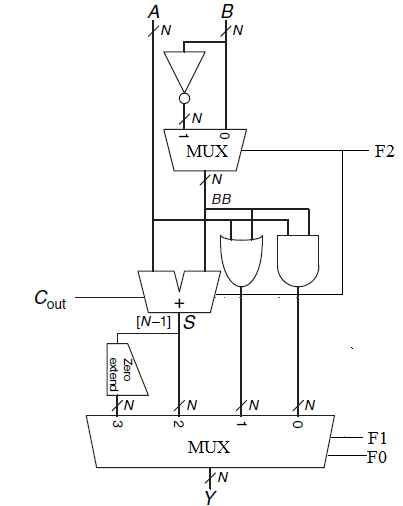 A B
N N
N
1 0
MUX F2
N
BB
Cout
+
[N–1] S
Zero
extend
N N N N
3 2 1 0
MUX F1
F0
N
Y